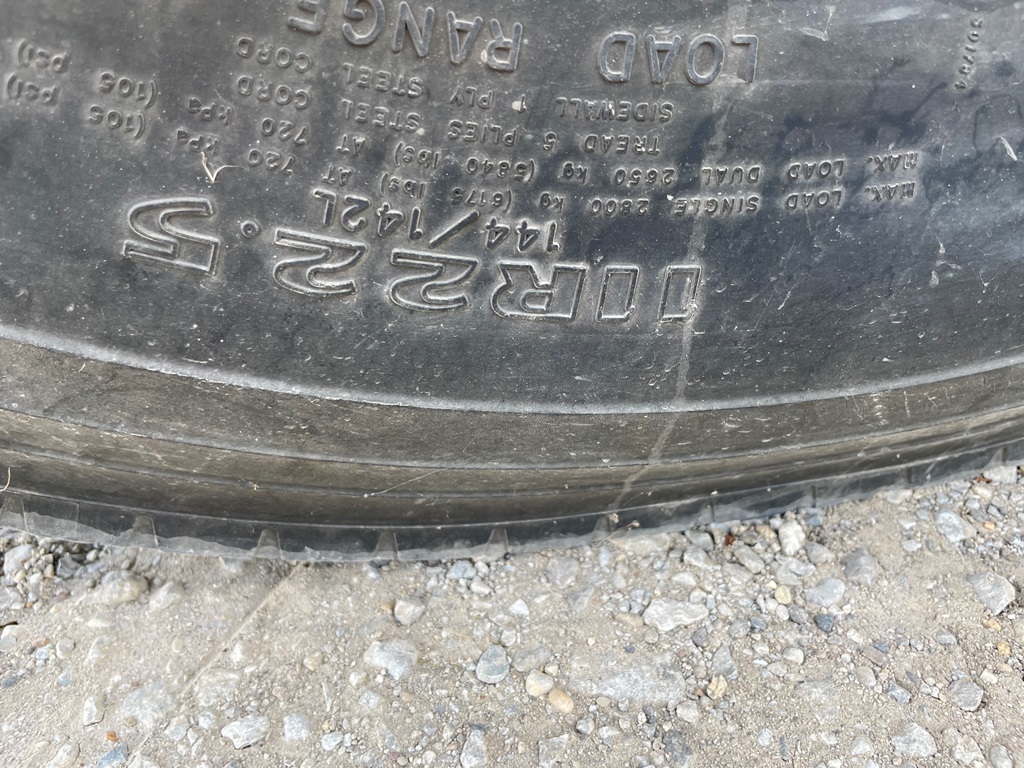 11R22.5
144/142L
MAX. LOAD SINGLE 2800 kg (6175 lbs) AT 720 kPa (105 psi)
MAX. LOAD DUAL 2650 kg (5840 lbs) AT 720 kPa (105 psi)
TREAD 5 PLIES STEEL CORD
SIDEWALL 1 PLY STEEL CORD
LOAD RANGE